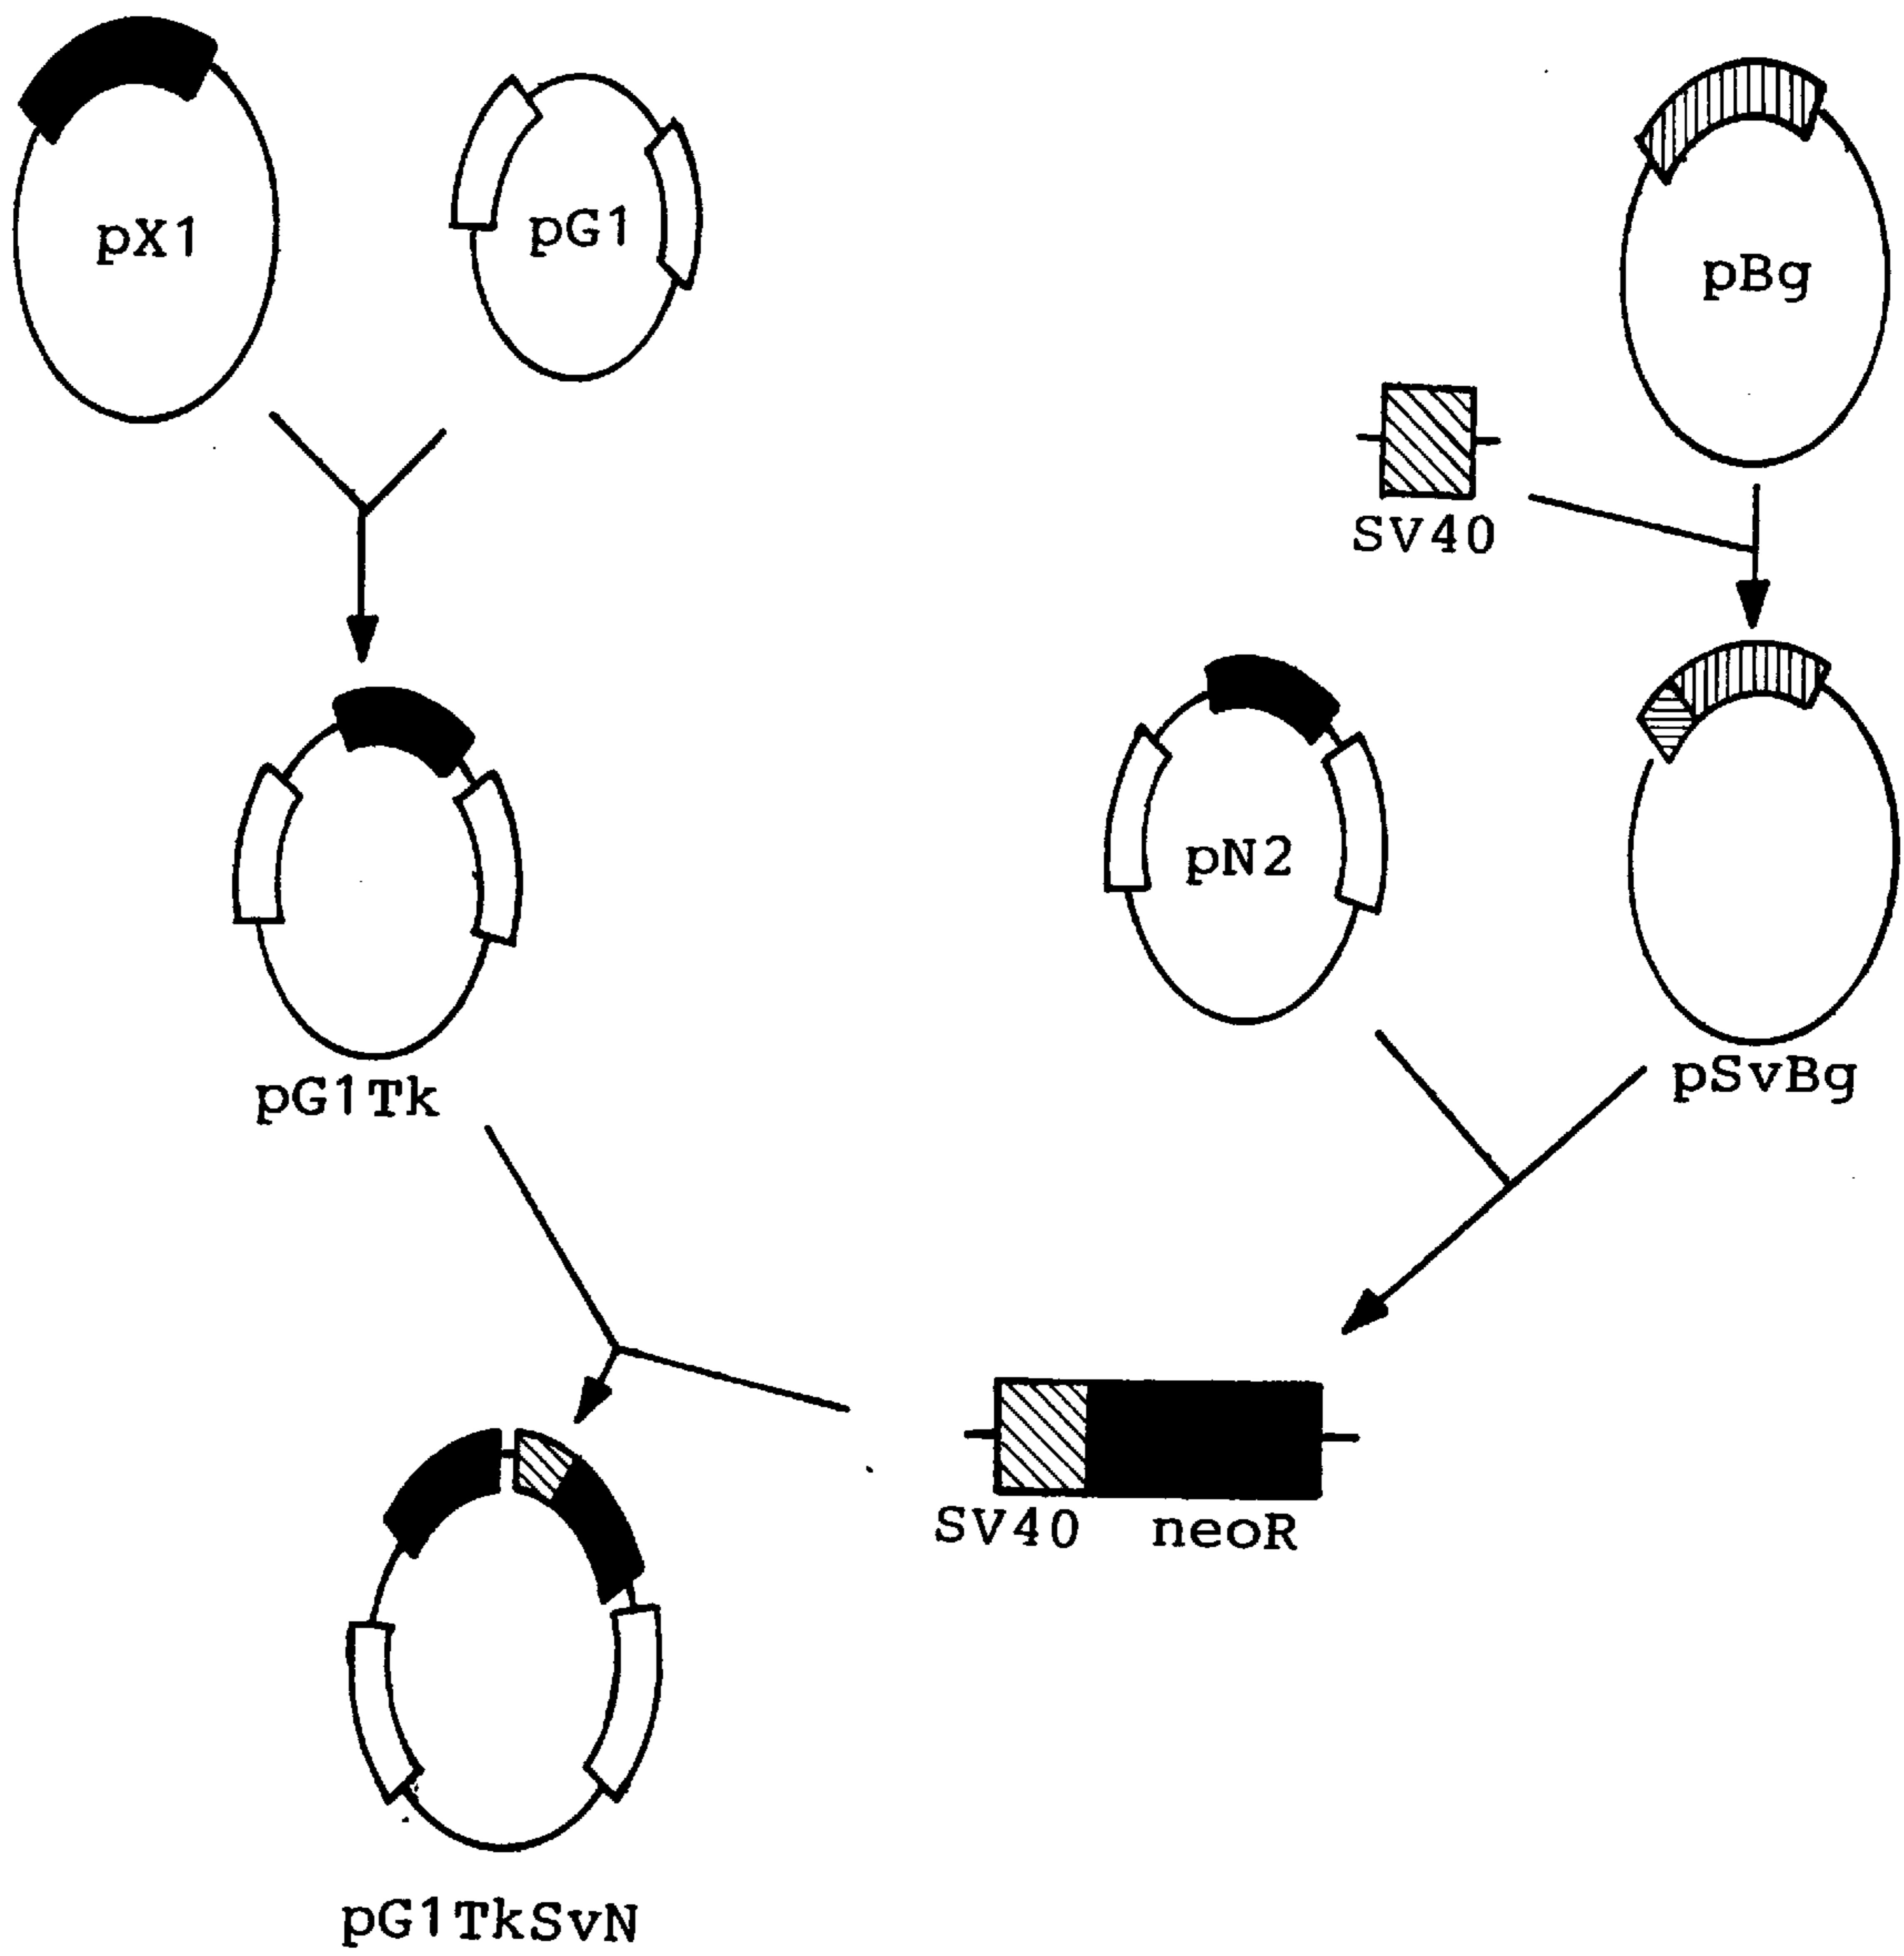 pX1
pG1
pBg
SV40
pN2
pG1Tk
pSvBg
SV40 neoR
pG1TkSvN